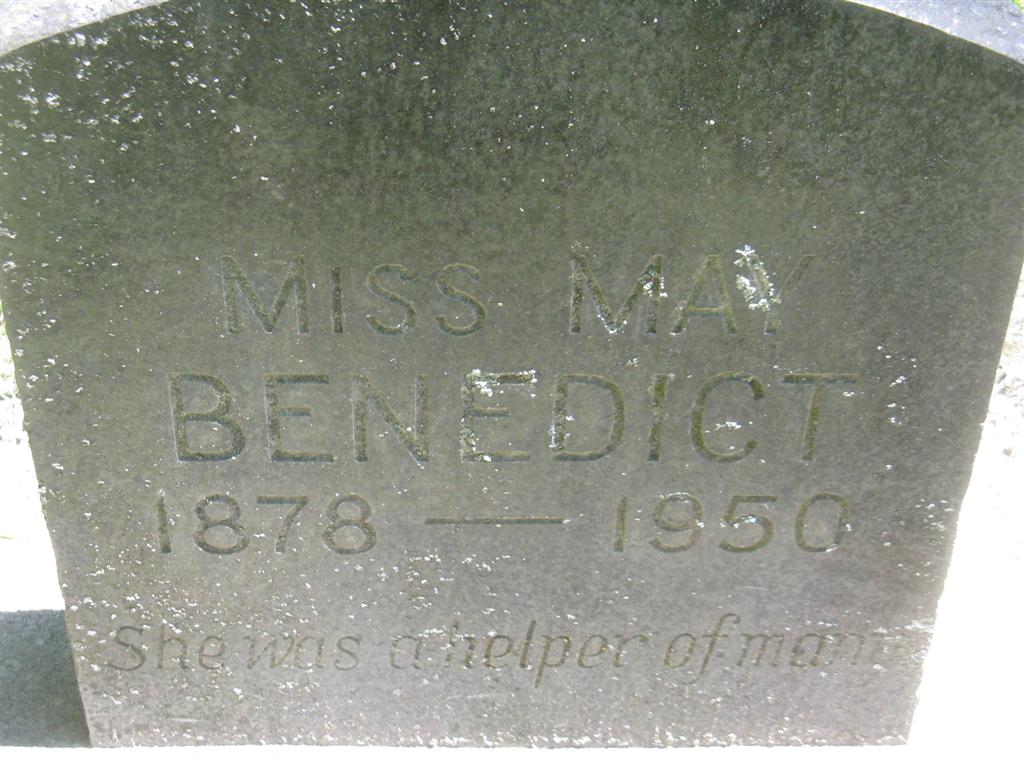 MISS MAY
BENEDICT
1878 — 1950
She was a helper of many